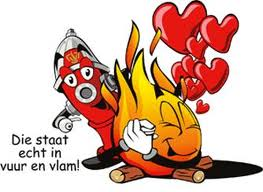 Die staat
echt in
vuur en vlam!